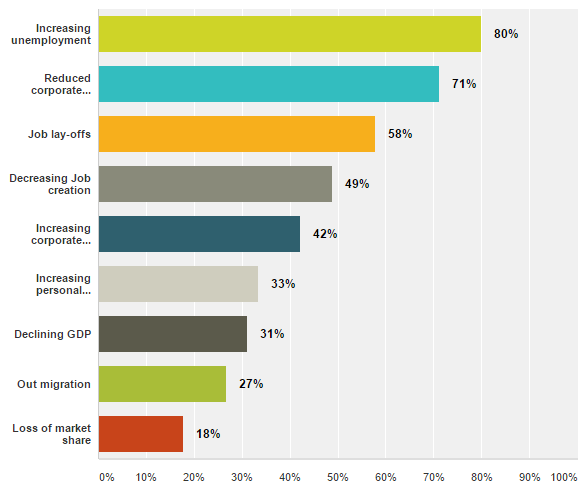 Increasing
unemployment
80%
Reduced
corporate...
71%
Job lay-offs
58%
Decreasing Job
creation
49%
Increasing
corporate...
42%
Increasing
personal...
33%
Declining GDP
31%
Out migration
27%
Loss of market
share
18%
0% 10% 20% 30% 40% 50% 60% 70% 80% 90% 100%